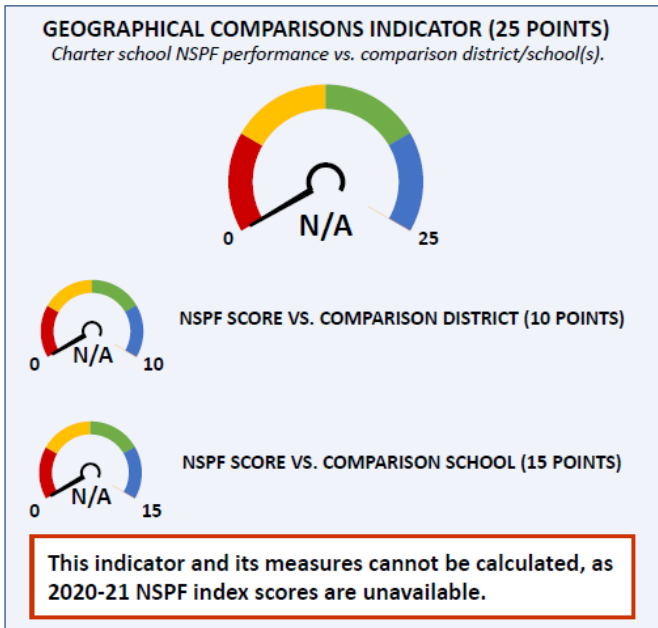 GEOGRAPHICAL COMPARISONS INDICATOR (25 POINTS)
Charter school NSPF performance vs. comparison district/school(s).
N/A
0
25
NSPF SCORE VS. COMPARISON DISTRICT (10 POINTS)
N/A
0
10
NSPF SCORE VS. COMPARISON SCHOOL (15 POINTS)
N/A
0
15
This indicator and its measures cannot be calculated, as
2020-21 NSPF index scores are unavailable.